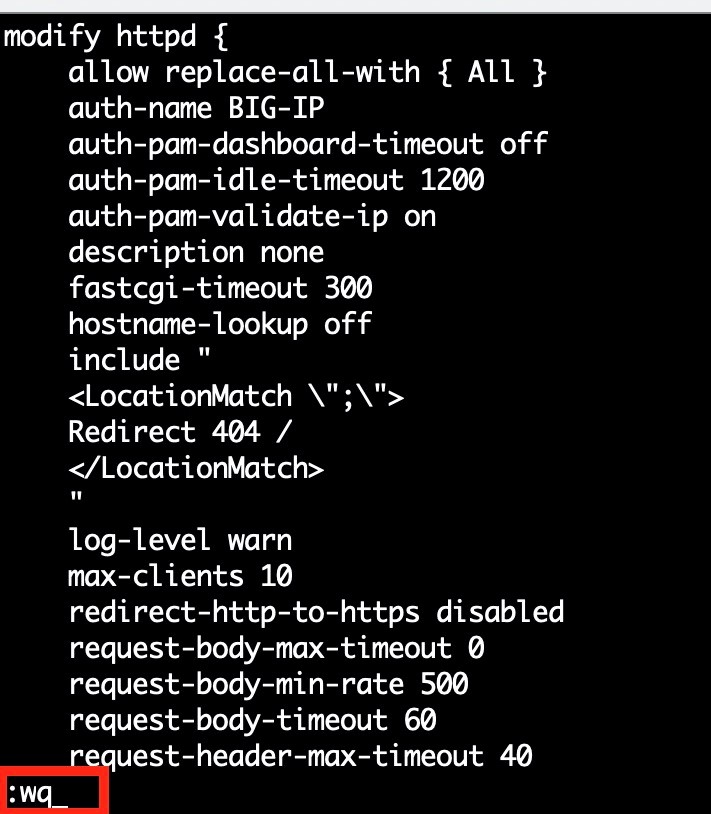 modify httpd {
    allow replace-all-with { All }
    auth-name BIG-IP
    auth-pam-dashboard-timeout off
    auth-pam-idle-timeout 1200
    auth-pam-validate-ip on
    description none
    fastcgi-timeout 300
    hostname-lookup off
    include "
    <LocationMatch \";\">
    Redirect 404 /
    </LocationMatch>
    "
    log-level warn
    max-clients 10
    redirect-http-to-https disabled
    request-body-max-timeout 0
    request-body-min-rate 500
    request-body-timeout 60
    request-header-max-timeout 40
:wq_